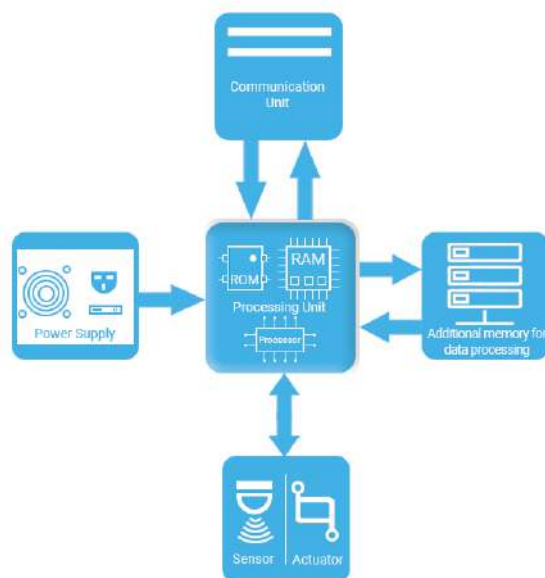 Communication
Unit
ROM
RAM
Processing Unit
Processor
Power Supply
Additional memory for
data processing
Sensor
Actuator